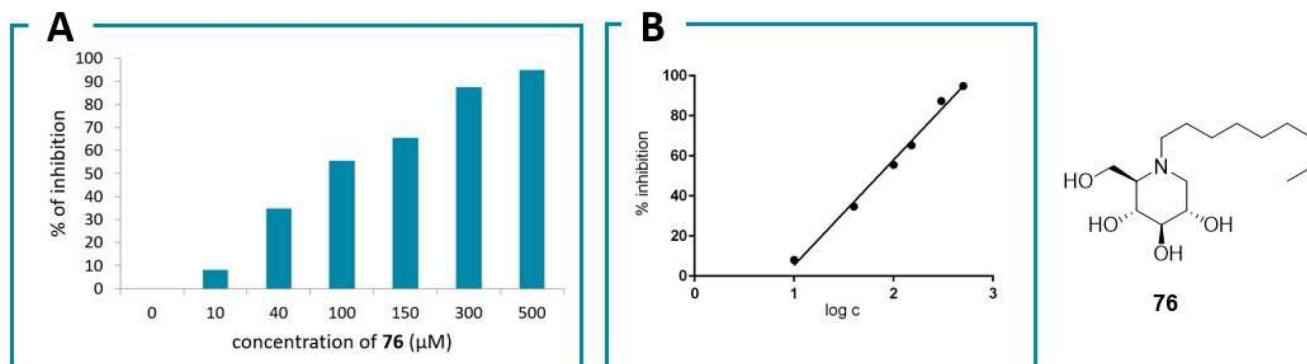 A
100
90
80
70
60
50
40
30
20
10
0
% of inhibition
0 10 40 100 150 300 500
concentration of 76 (µM)
B
100
80
60
40
20
0
% inhibition
0 1 2 3
log c
N
HO
HO
OH
OH
76